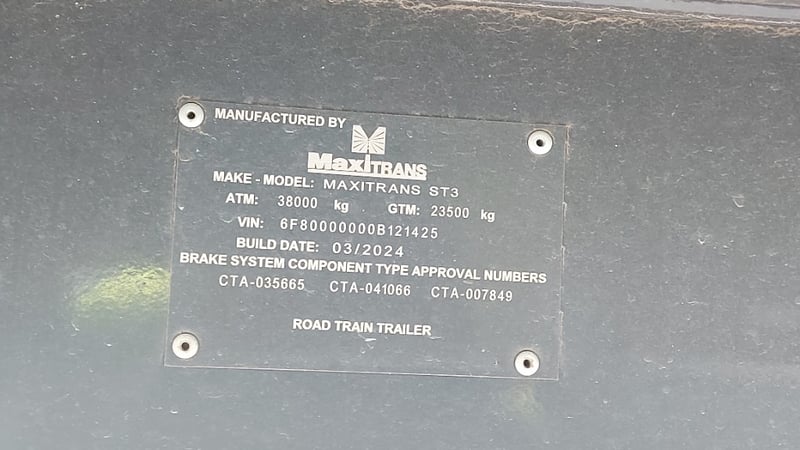 MANUFACTURED BY
MaxiTRANS
MAKE - MODEL: MAXITRANS ST3
ATM: 38000 kg GTM: 23500 kg
VIN: 6F80000000B121425
BUILD DATE: 03/2024
BRAKE SYSTEM COMPONENT TYPE APPROVAL NUMBERS
CTA-035665 CTA-041066 CTA-007849
ROAD TRAIN TRAILER